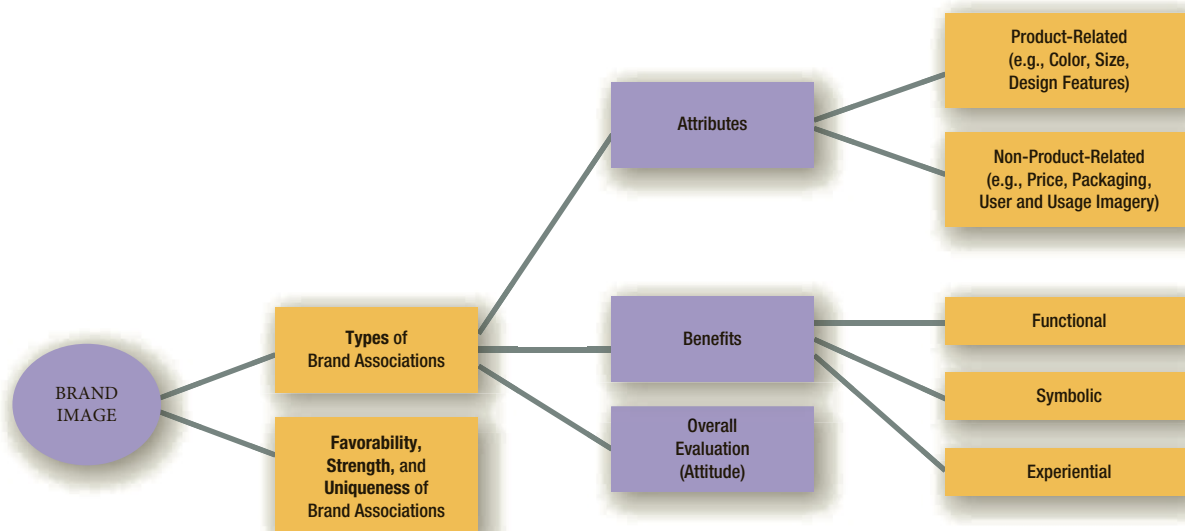 BRAND
IMAGE
Types of
Brand Associations
Favorability,
Strength, and
Uniqueness of
Brand Associations
Attributes
Benefits
Overall
Evaluation
(Attitude)
Product-Related
(e.g., Color, Size,
Design Features)
Non-Product-Related
(e.g., Price, Packaging,
User and Usage Imagery)
Functional
Symbolic
Experiential